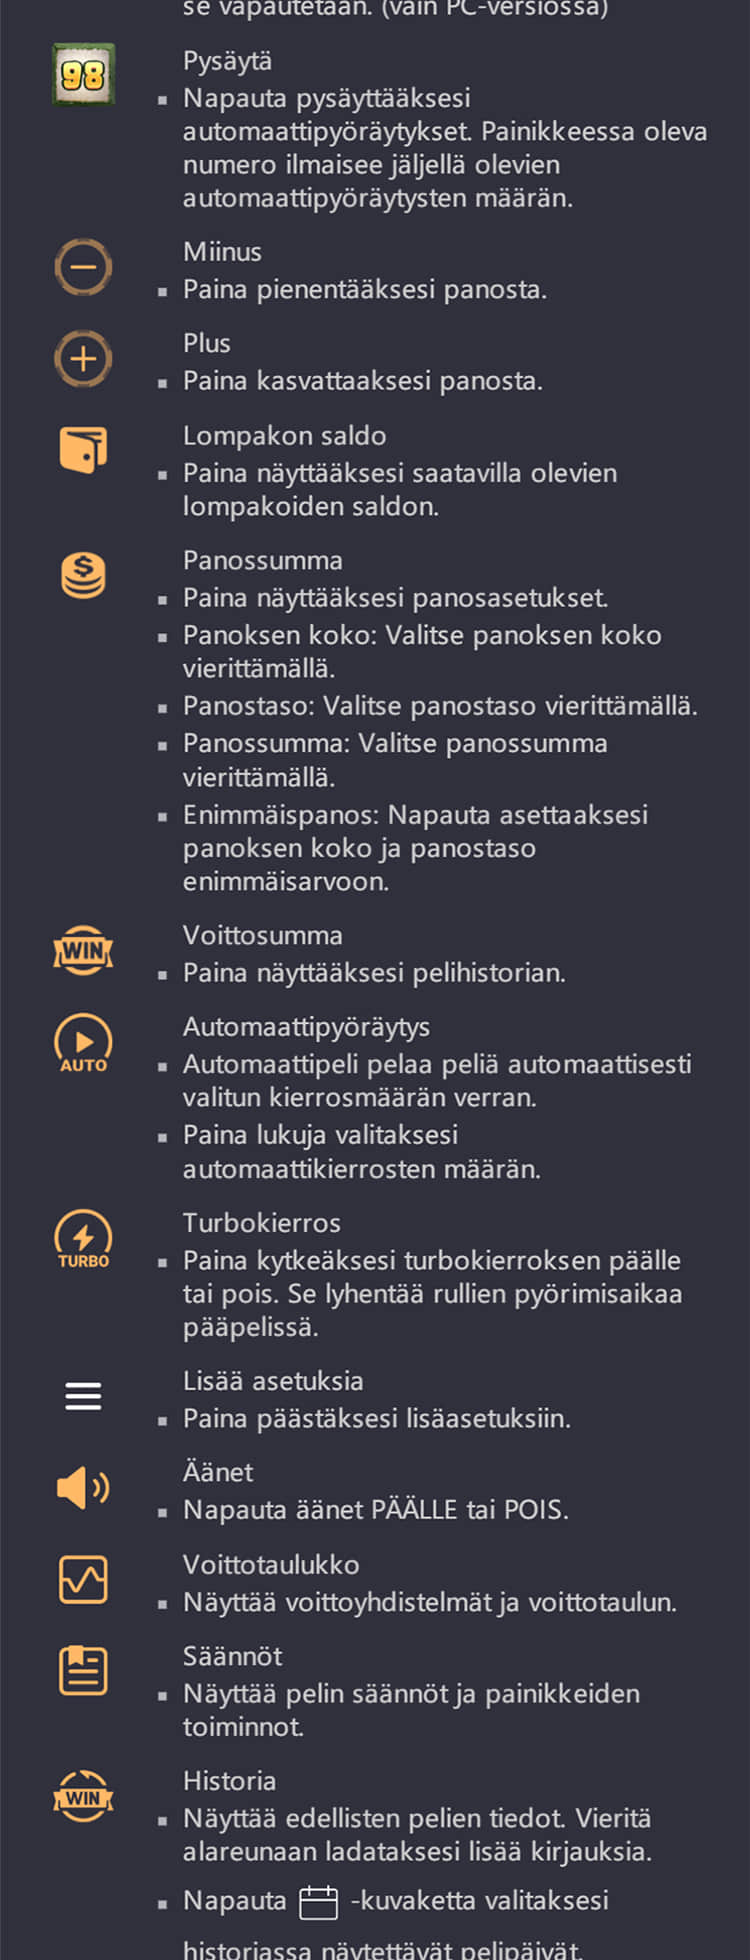 se vapautetaan. (vain PC-versiossa)
98
Pysäytä
▪ Napauta pysäyttääksesi
automaattipyöräytykset. Painikkeessa oleva
numero ilmaisee jäljellä olevien
automaattipyöräytysten määrän.
Miinus
▪ Paina pienentääksesi panosta.
Plus
▪ Paina kasvattaaksesi panosta.
Lompakon saldo
▪ Paina näyttääksesi saatavilla olevien
lompakoiden saldon.
$
Panossumma
▪ Paina näyttääksesi panosasetukset.
▪ Panoksen koko: Valitse panoksen koko
vierittämällä.
▪ Panostaso: Valitse panostaso vierittämällä.
▪ Panossumma: Valitse panossumma
vierittämällä.
▪ Enimmäispanos: Napauta asettaaksesi
panoksen koko ja panostaso
enimmäisarvoon.
WIN
Voittosumma
▪ Paina näyttääksesi pelihistorian.
AUTO
Automaattipyöräytys
▪ Automaattipeli pelaa peliä automaattisesti
valitun kierrosmäärän verran.
▪ Paina lukuja valitaksesi
automaattikierrosten määrän.
TURBO
Turbokierros
▪ Paina kytkeäksesi turbokierroksen päälle
tai pois. Se lyhentää rullien pyörimisaikaa
pääpelissä.
Lisää asetuksia
▪ Paina päästäksesi lisäasetuksiin.
Äänet
▪ Napauta äänet PÄÄLLE tai POIS.
Voittotaulukko
▪ Näyttää voittoyhdistelmät ja voittotaulun.
Säännöt
▪ Näyttää pelin säännöt ja painikkeiden
toiminnot.
WIN
Historia
▪ Näyttää edellisten pelien tiedot. Vieritä
alareunaan ladataksesi lisää kirjauksia.
▪ Napauta -kuvaketta valitaksesi
historiassa näytettävät pelipäivät.